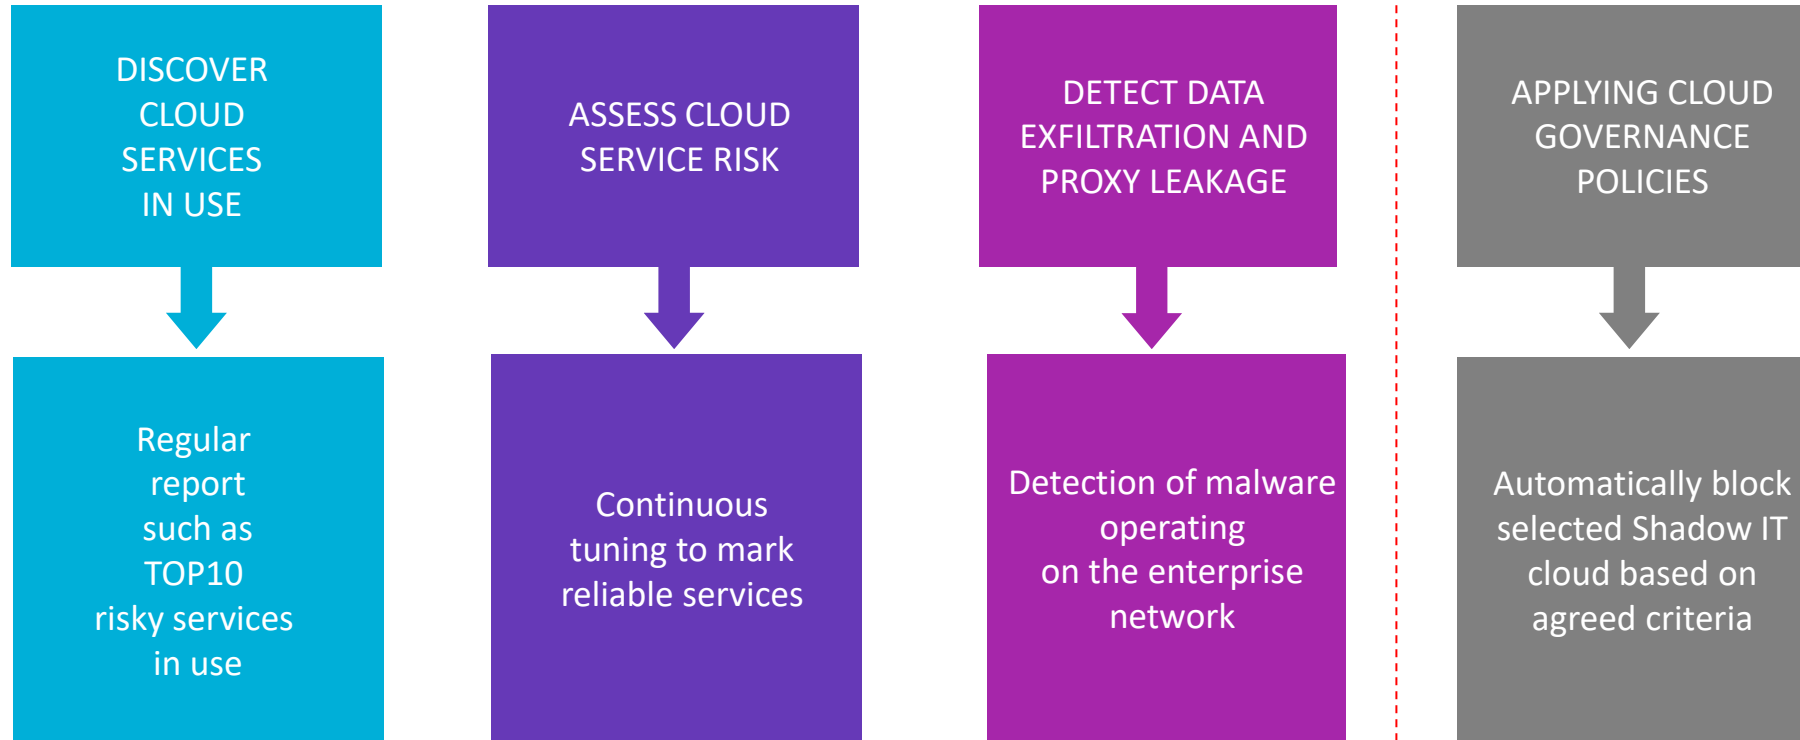 DISCOVER
CLOUD
SERVICES
IN USE
ASSESS CLOUD
SERVICE RISK
DETECT DATA
EXFILTRATION AND
PROXY LEAKAGE
APPLYING CLOUD
GOVERNANCE
POLICIES
Regular
report
such as
TOP10
risky services
in use
Continuous
tuning to mark
reliable services
Detection of malware
operating
on the enterprise
network
Automatically block
selected Shadow IT
cloud based on
agreed criteria